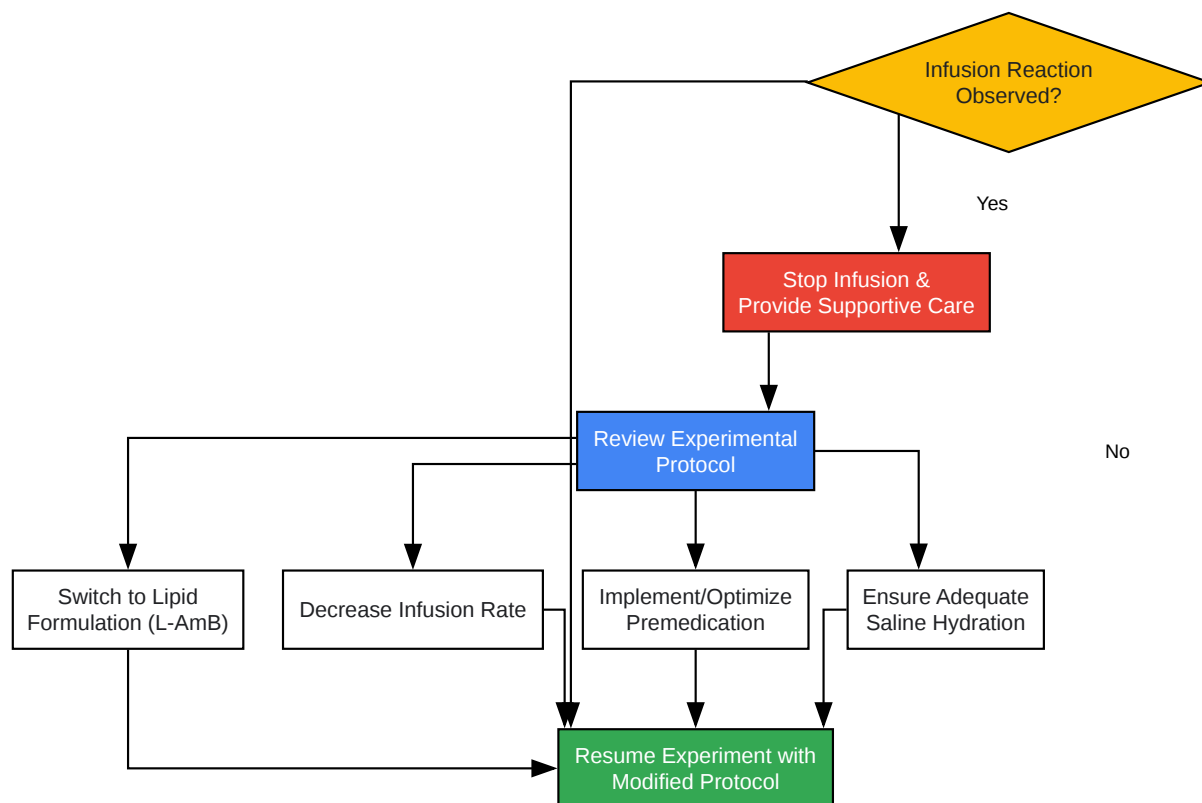 Infusion Reaction
Observed?
Yes
Stop Infusion &
Provide Supportive Care
Review Experimental
Protocol
No
Switch to Lipid
Formulation (L-AmB)
Decrease Infusion Rate
Implement/Optimize
Premedication
Ensure Adequate
Saline Hydration
Resume Experiment with
Modified Protocol